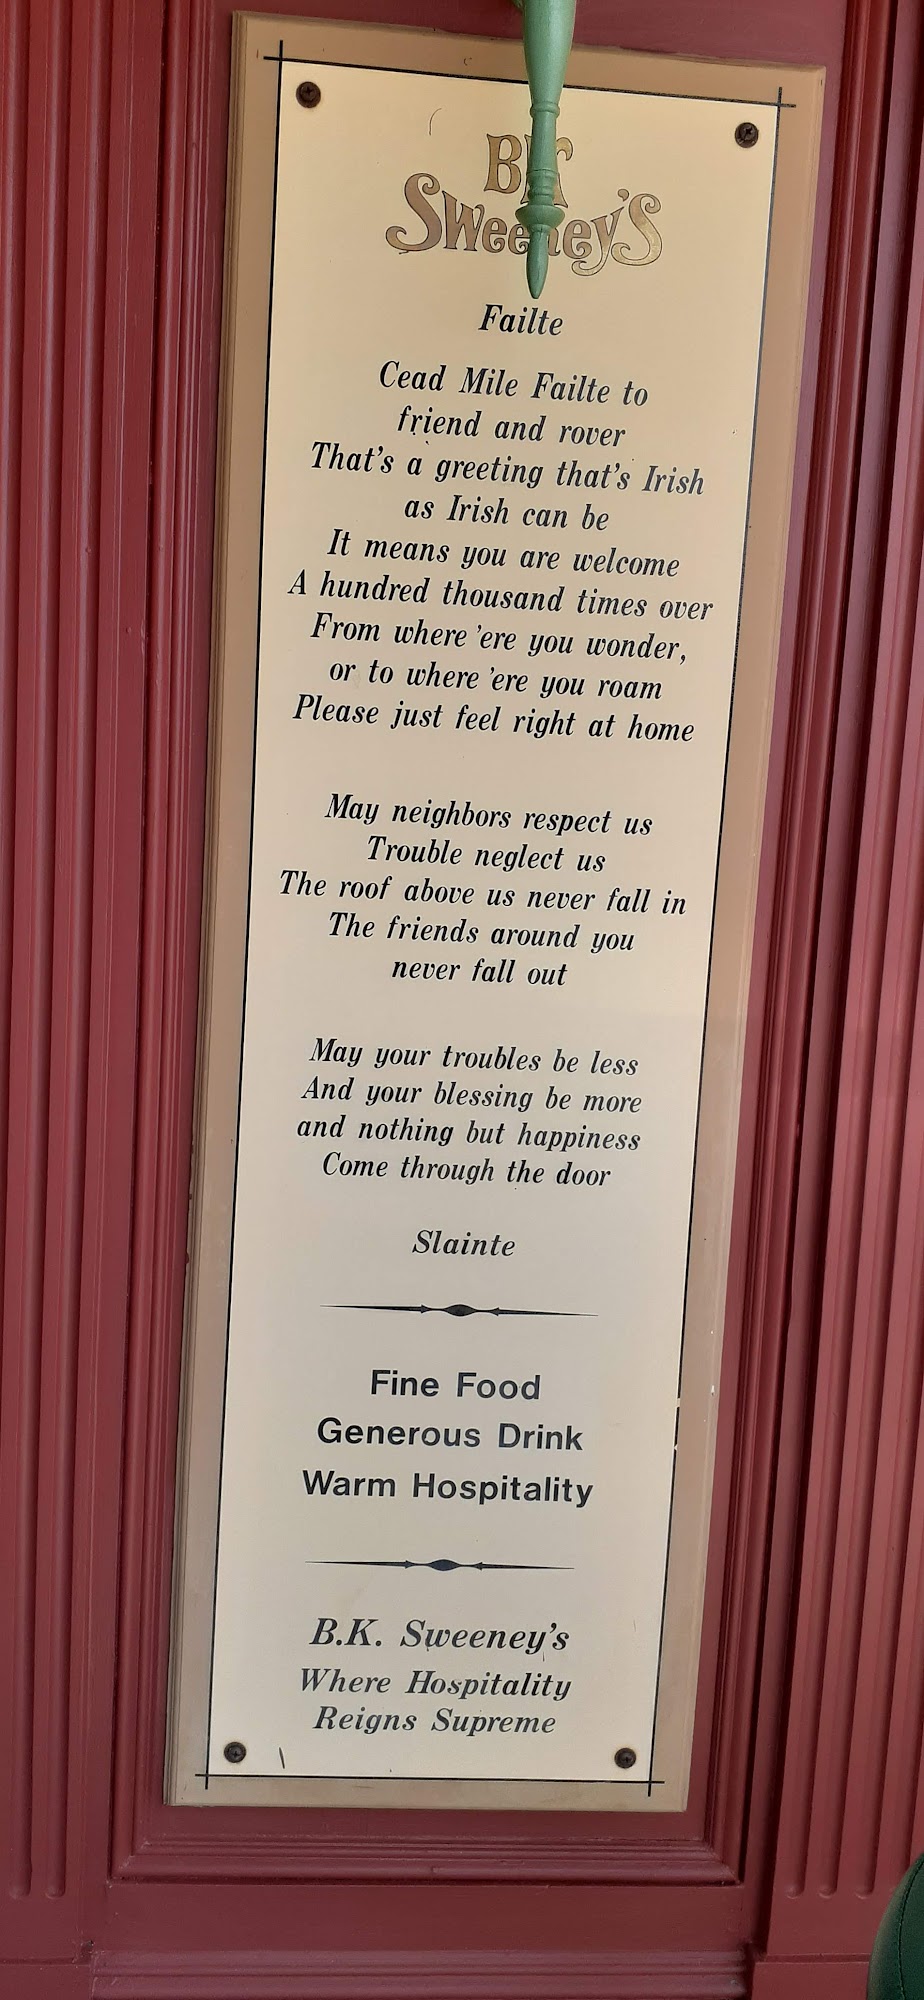 BK
Sweeney's
Failte
Cead Mile Failte to
friend and rover
That's a greeting that's Irish
as Irish can be
It means you are welcome
A hundred thousand times over
From where 'ere you wonder,
or to where 'ere you roam
Please just feel right at home
May neighbors respect us
Trouble neglect us
The roof above us never fall in
The friends around you
never fall out
May your troubles be less
And your blessing be more
and nothing but happiness
Come through the door
Slainte
Fine Food
Generous Drink
Warm Hospitality
B.K. Sweeney's
Where Hospitality
Reigns Supreme